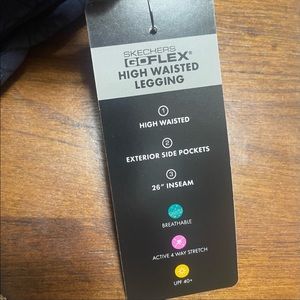 SKECHERS
GOFLEX®
HIGH WAISTED
LEGGING
1
HIGH WAISTED
2
EXTERIOR SIDE POCKETS
3
26" INSEAM
BREATHABLE
ACTIVE 4 WAY STRETCH
UPF 40+